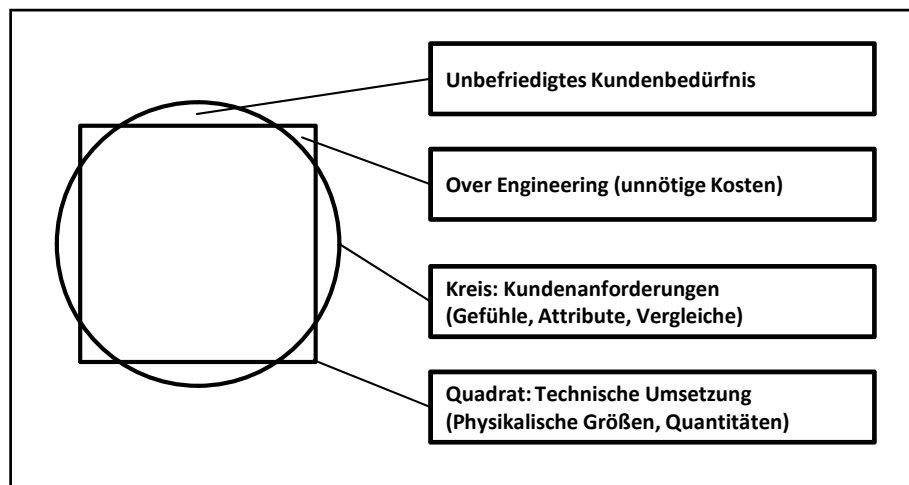 Unbefriedigtes Kundenbedürfnis
Over Engineering (unnötige Kosten)
Kreis: Kundenanforderungen
(Gefühle, Attribute, Vergleiche)
Quadrat: Technische Umsetzung
(Physikalische Größen, Quantitäten)